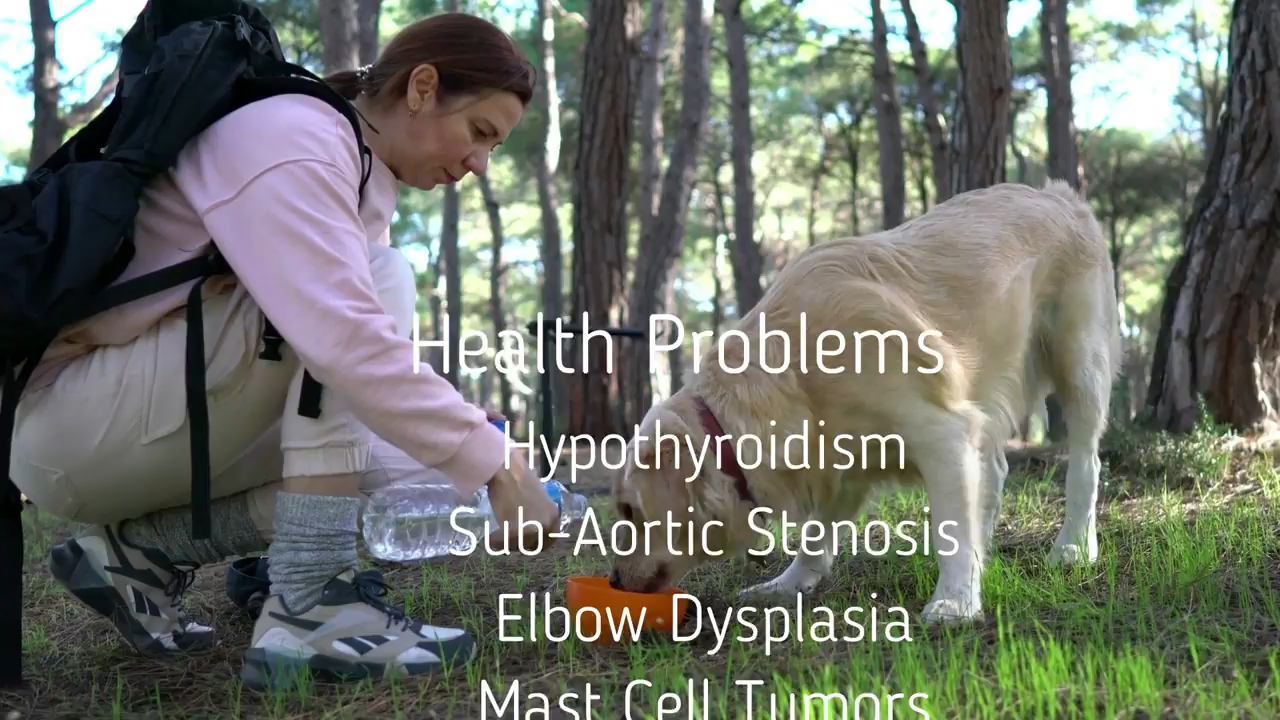 Health Problems
Hypothyroidism
Sub-Aortic Stenosis
Elbow Dysplasia
Mast Cell Tumors